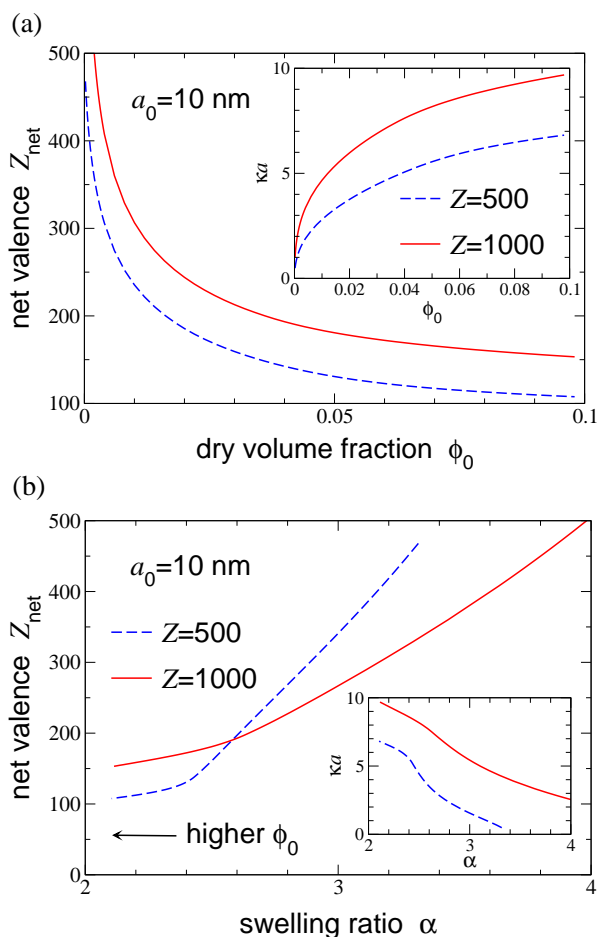 (a)
500
400
300
200
100
0
0.05
0.1
net valence Z_net
dry volume fraction ϕ₀
a₀=10 nm
10
5
0
0
0.02
0.04
0.06
0.08
0.1
κa
ϕ₀
Z=500
Z=1000
(b)
500
400
300
200
100
0
2
3
4
net valence Z_net
swelling ratio α
a₀=10 nm
Z=500
Z=1000
higher ϕ₀
10
5
0
2
3
4
κa
α